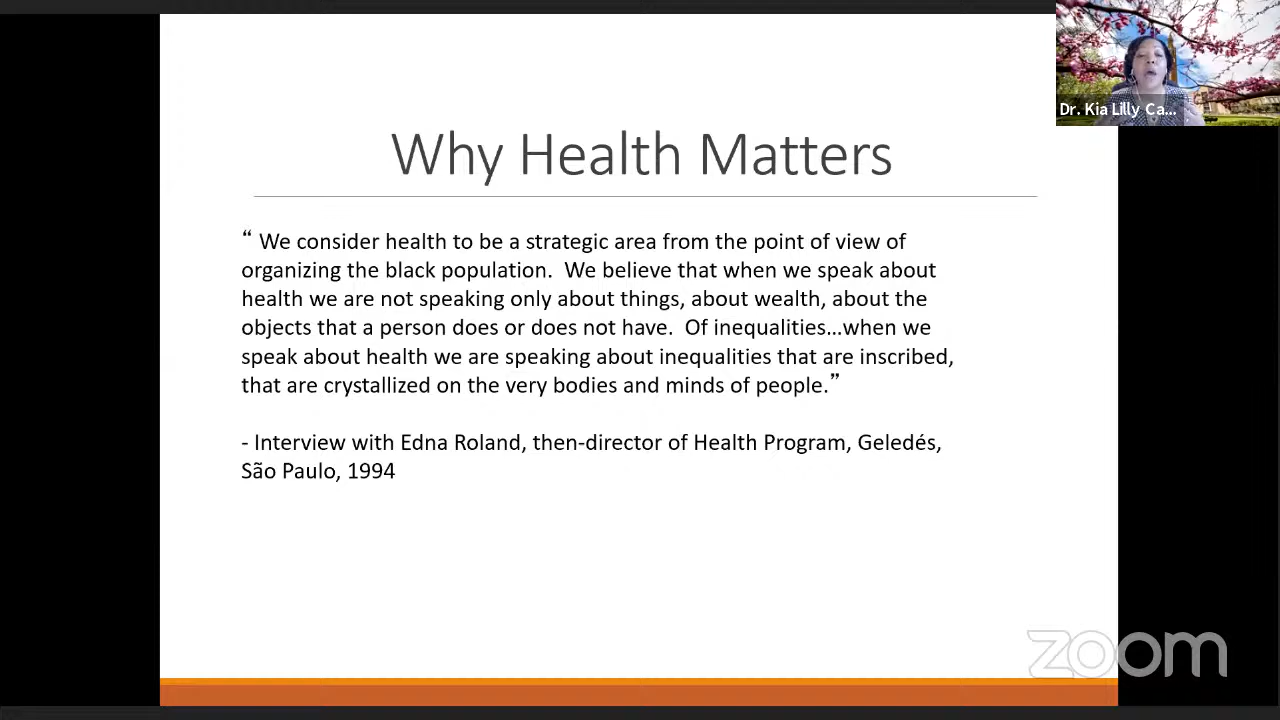 Dr. Kia Lilly Ca...
Why Health Matters
“ We consider health to be a strategic area from the point of view of
organizing the black population.  We believe that when we speak about
health we are not speaking only about things, about wealth, about the
objects that a person does or does not have.  Of inequalities…when we
speak about health we are speaking about inequalities that are inscribed,
that are crystallized on the very bodies and minds of people.”
- Interview with Edna Roland, then-director of Health Program, Geledés,
São Paulo, 1994
zoom